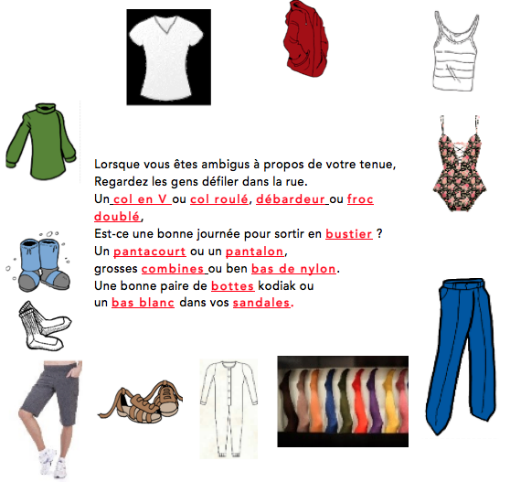 Lorsque vous êtes ambigus à propos de votre tenue,
Regardez les gens défiler dans la rue.
Un col en V ou col roulé, débardeur ou froc
doublé,
Est-ce une bonne journée pour sortir en bustier ?
Un pantacourt ou un pantalon,
grosses combines ou ben bas de nylon.
Une bonne paire de bottes kodiak ou
un bas blanc dans vos sandales.